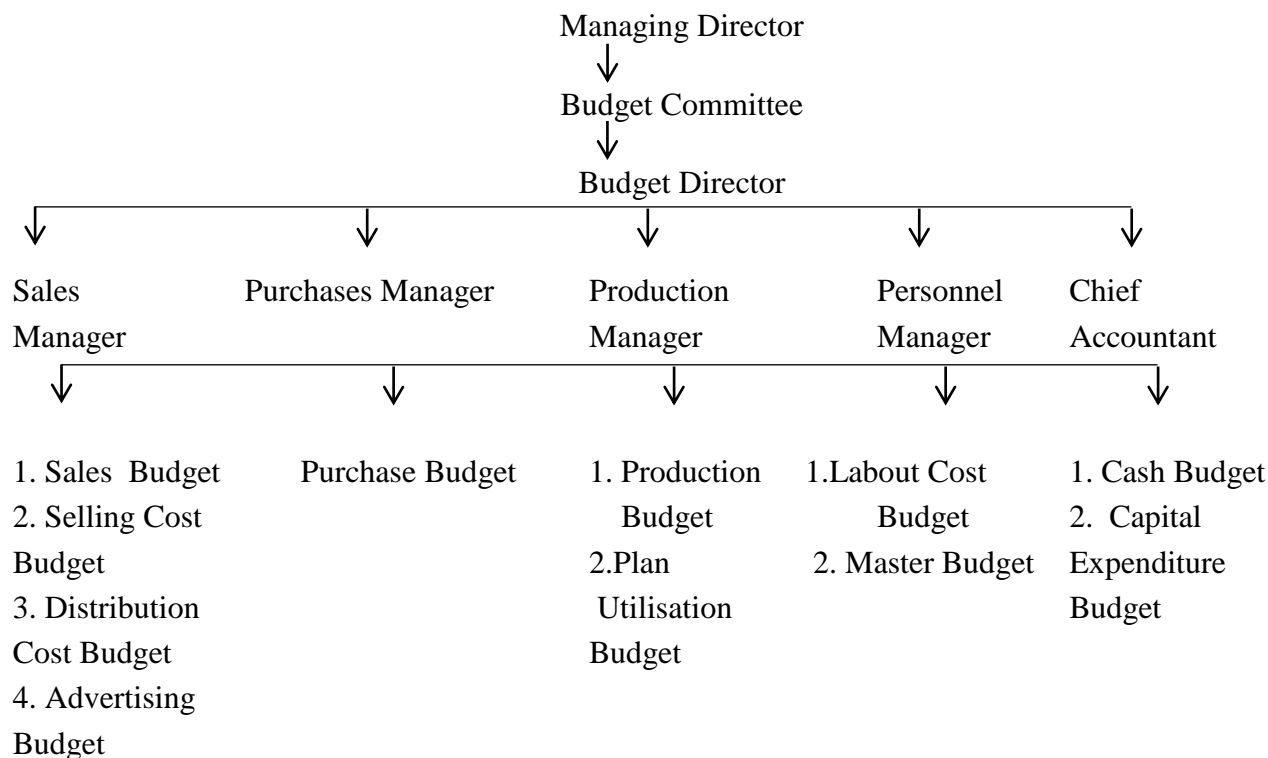 Managing Director
Budget Committee
Budget Director
Sales
Manager
Purchases Manager
Production
Manager
Personnel
Manager
Chief
Accountant
1. Sales Budget
2. Selling Cost
Budget
3. Distribution
Cost Budget
4. Advertising
Budget
Purchase Budget
1. Production
Budget
2.Plan
Utilisation
Budget
1.Labout Cost
Budget
2. Master Budget
1. Cash Budget
2. Capital
Expenditure
Budget